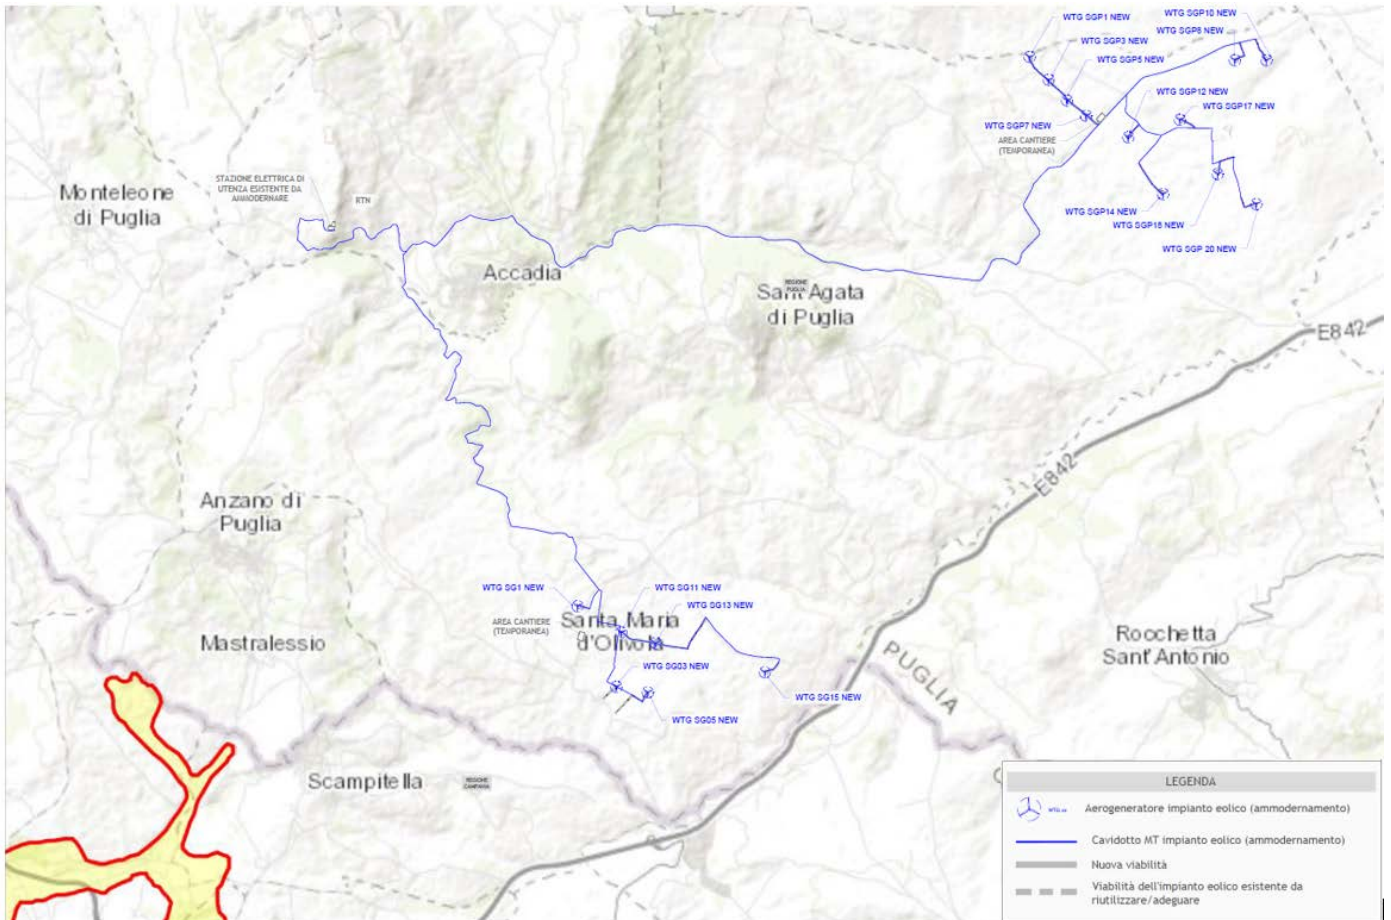 WTG SGP1 NEW
WTG SGP10 NEW
WTG SGP8 NEW
WTG SGP3 NEW
WTG SGP5 NEW
WTG SGP12 NEW
WTG SGP17 NEW
WTG SGP7 NEW
AREA CANTIERE
(TEMPORANEA)
STAZIONE ELETTRICA DI
UTENZA ESISTENTE DA
AMMODERNARE
RTN
Monteleone
di Puglia
WTG SGP14 NEW
WTG SGP18 NEW
WTG SGP 20 NEW
Accadia
REGIONE
PUGLIA
Sant'Agata
di Puglia
E842
E842
Anzano di
Puglia
WTG SG1 NEW
WTG SG11 NEW
WTG SG13 NEW
AREA CANTIERE
(TEMPORANEA)
Santa Maria
d'Olivola
Mastralessio
Rocchetta
Sant'Antonio
PUGLIA
WTG SG03 NEW
WTG SG15 NEW
WTG SG05 NEW
Scampitella
REGIONE
CAMPANIA
LEGENDA
Aerogeneratore impianto eolico (ammodernamento)
Cavidotto MT impianto eolico (ammodernamento)
Nuova viabilità
Viabilità dell'impianto eolico esistente da
riutilizzare/adeguare